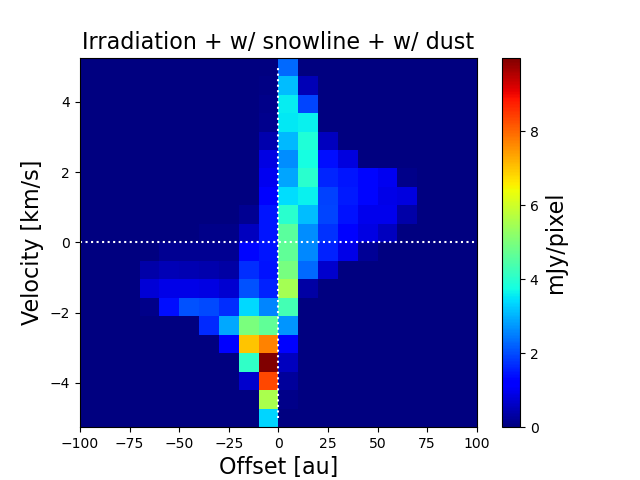 Irradiation + w/ snowline + w/ dust
Velocity [km/s]
4
2
0
−2
−4
−100 −75 −50 −25 0 25 50 75 100
Offset [au]
8
6
4
2
0
mJy/pixel